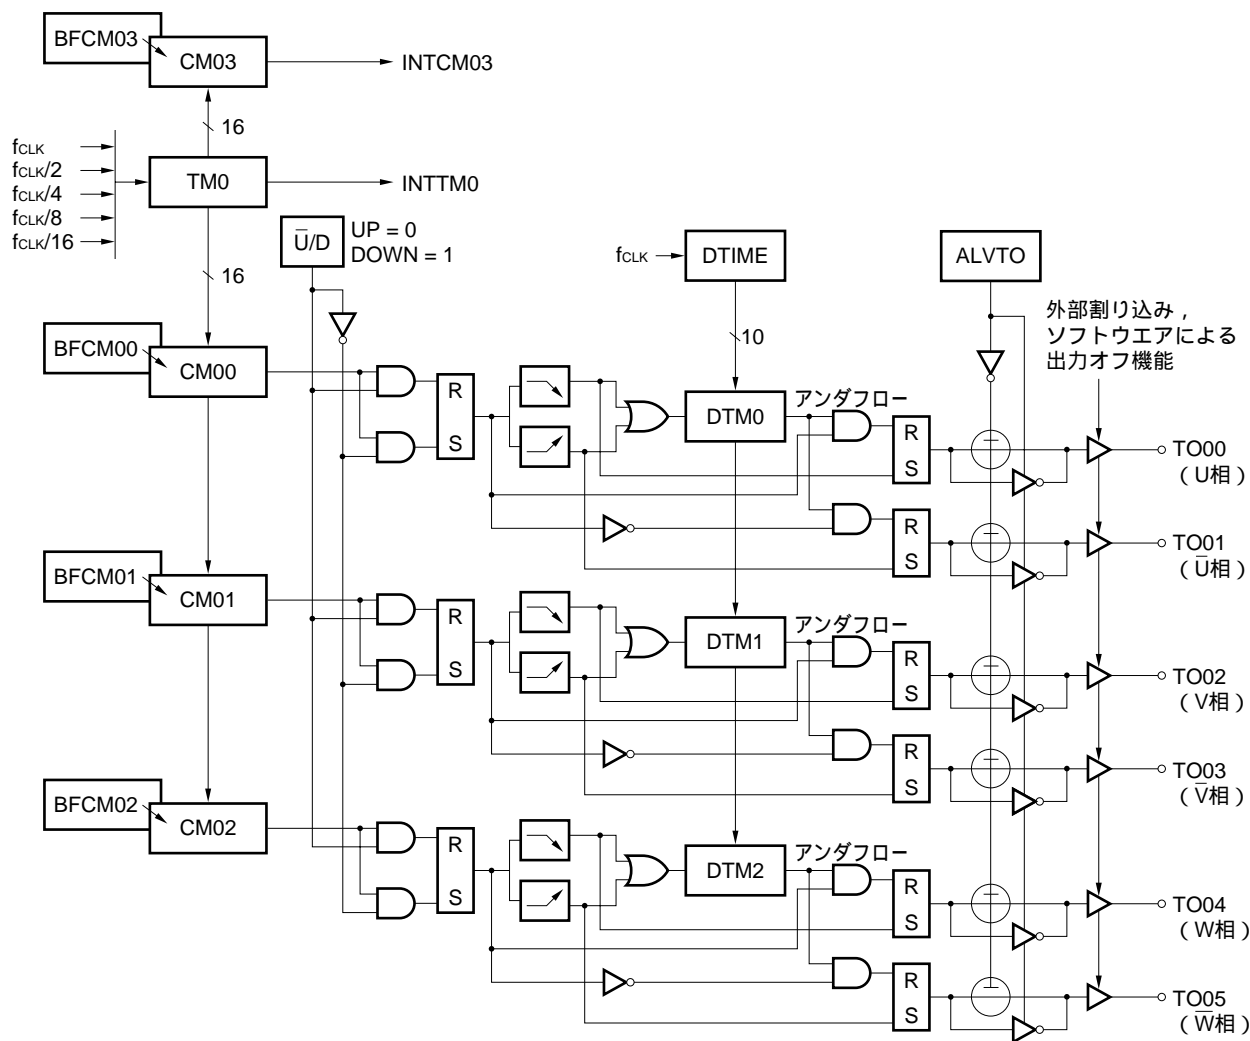 BFCM03
CM03
INTCM03
16
fCLK
fCLK/2
fCLK/4
fCLK/8
fCLK/16
TM0
INTTM0
16
U̅/D
UP = 0
DOWN = 1
fCLK
DTIME
ALVTO
10
外部割り込み，
ソフトウエアによる
出力オフ機能
BFCM00
CM00
R
S
DTM0
アンダフロー
R
S
TO00
（U相）
R
S
TO01
（U̅相）
BFCM01
CM01
R
S
DTM1
アンダフロー
R
S
TO02
（V相）
R
S
TO03
（V̅相）
BFCM02
CM02
R
S
DTM2
アンダフロー
R
S
TO04
（W相）
R
S
TO05
（W̅相）